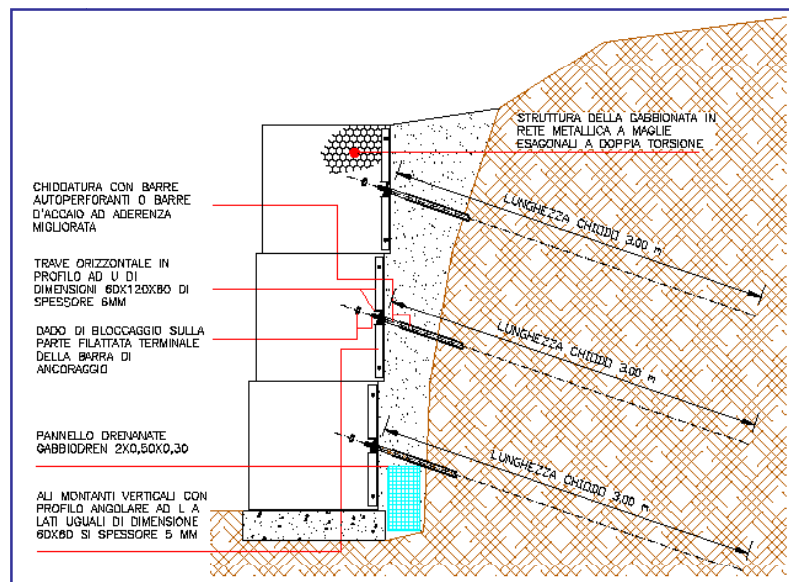 STRUTTURA DELLA GABBIONATA IN
RETE METALLICA A MAGLIE
ESAGONALI A DOPPIA TORSIONE
CHIODATURA CON BARRE
AUTOPERFORANTI O BARRE
D'ACCAIO AD ADERENZA
MIGLIORATA
LUNGHEZZA CHIODO 3.00 m
TRAVE ORIZZONTALE IN
PROFILO AD U DI
DIMENSIONI 60X120X60 DI
SPESSORE 6MM
DADO DI BLOCCAGGIO SULLA
PARTE FILATTATA TERMINALE
DELLA BARRA DI
ANCORAGGIO
LUNGHEZZA CHIODO 3.00 m
PANNELLO DRENANATE
GABBIODREN 2X0,50X0,30
LUNGHEZZA CHIODO 3.00 m
ALI MONTANTI VERTICALI CON
PROFILO ANGOLARE AD L A
LATI UGUALI DI DIMENSIONE
60X60 SI SPESSORE 5 MM